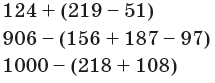 124 + (219 − 51)
906 − (156 + 187 − 97)
1000 − (218 + 108)